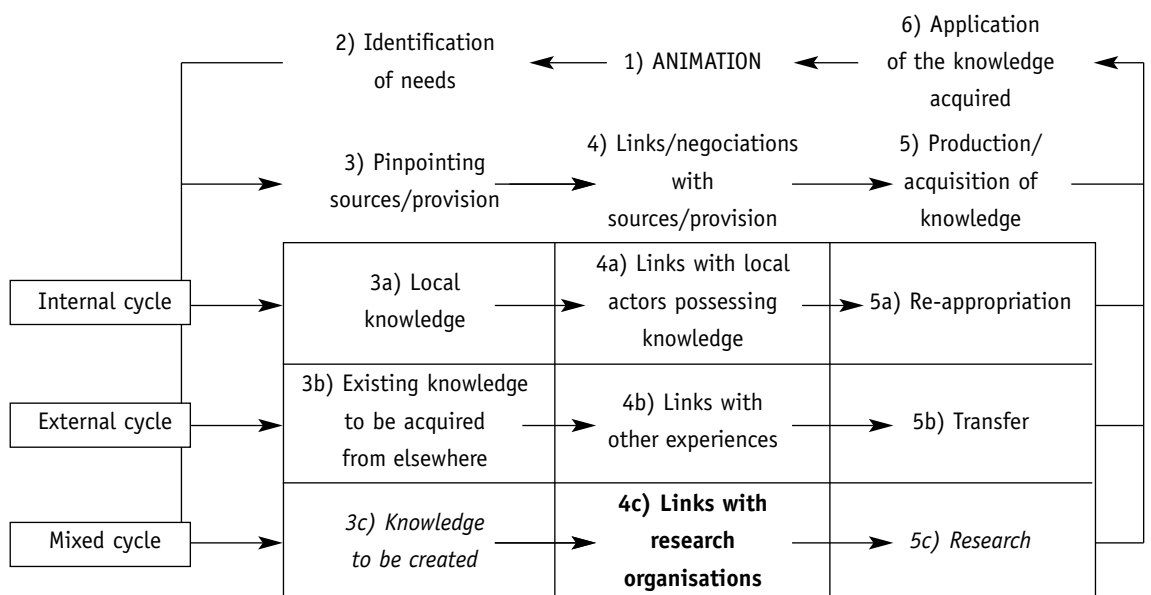 2) Identification
of needs
1) ANIMATION
6) Application
of the knowledge
acquired
3) Pinpointing
sources/provision
4) Links/negociations
with
sources/provision
5) Production/
acquisition of
knowledge
Internal cycle
3a) Local
knowledge
4a) Links with local
actors possessing
knowledge
5a) Re-appropriation
External cycle
3b) Existing knowledge
to be acquired
from elsewhere
4b) Links with
other experiences
5b) Transfer
Mixed cycle
3c) Knowledge
to be created
4c) Links with
research
organisations
5c) Research